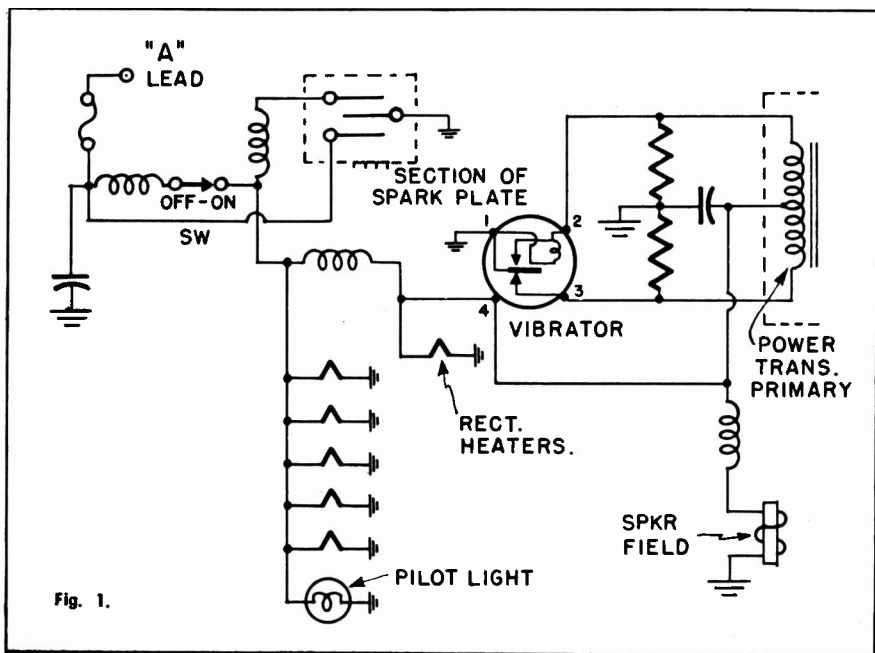 "A"
LEAD
OFF-ON
SW
SECTION OF
SPARK PLATE
2
3
4
VIBRATOR
POWER
TRANS.
PRIMARY
RECT.
HEATERS.
SPKR
FIELD
PILOT LIGHT
Fig. 1.